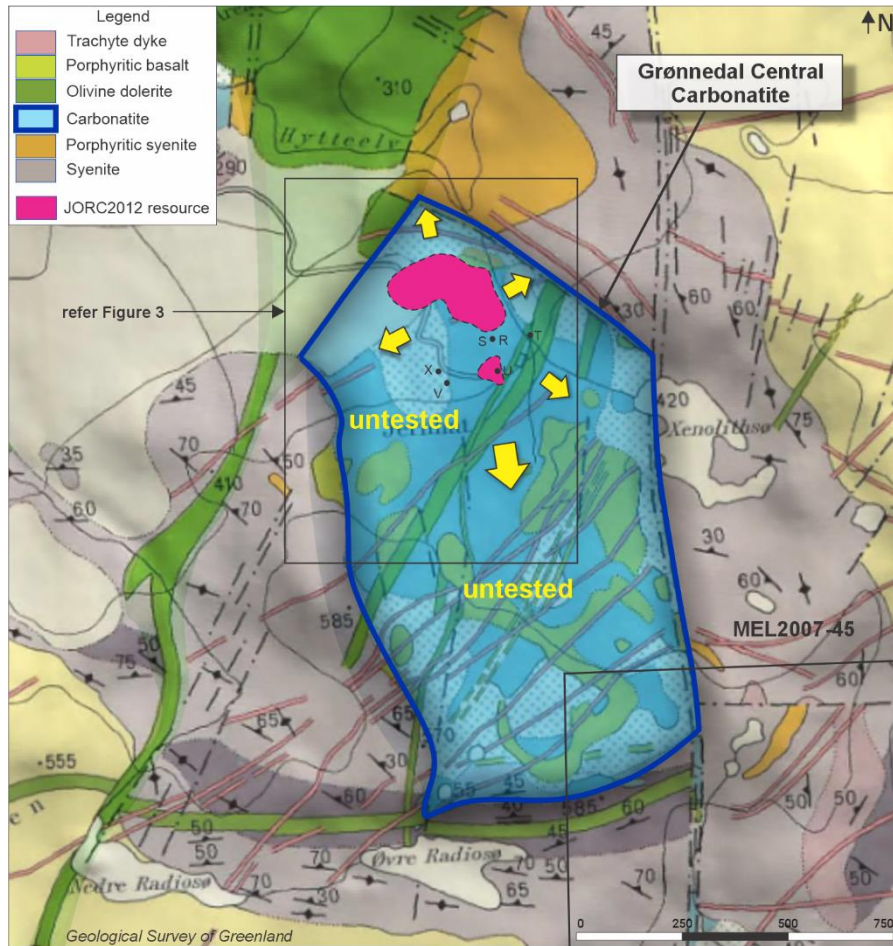 Legend
Trachyte dyke
Porphyritic basalt
Olivine dolerite
Carbonatite
Porphyritic syenite
Syenite
JORC2012 resource
N
310
Hytteelv
Grønnedal Central
Carbonatite
290
refer Figure 3
30
60
60
S R
T
X
U
V
45
untested
420
Xenolithsø
75
70
35
70
50
60
410
70
30
untested
60
585
MEL2007-45
50
75
60
65
65
70
30
555
60
55
45
40
585
60
50
50
50
50
50
45
70
70
50
Øvre Radiosø
Nedre Radiosø
70
65
50
70
Geological Survey of Greenland
0
250
500
750